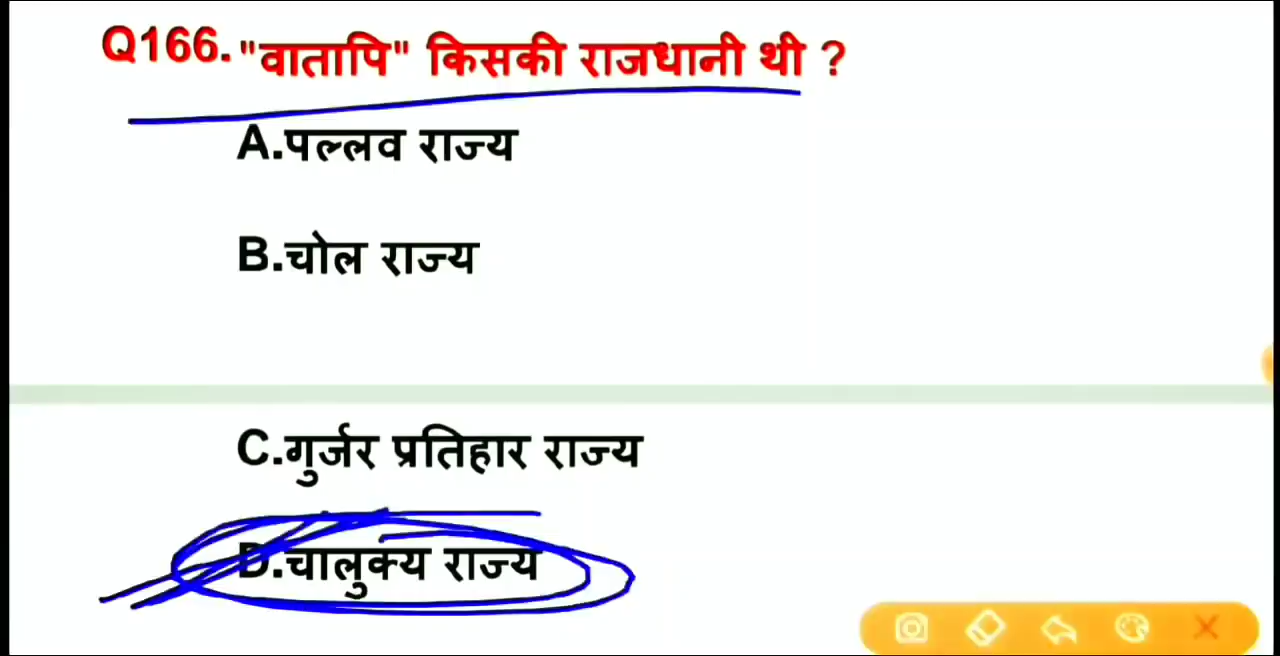 Q166. "वातापि" किसकी राजधानी थी ?
A.पल्लव राज्य
B.चोल राज्य
C.गुर्जर प्रतिहार राज्य
D.चालुक्य राज्य